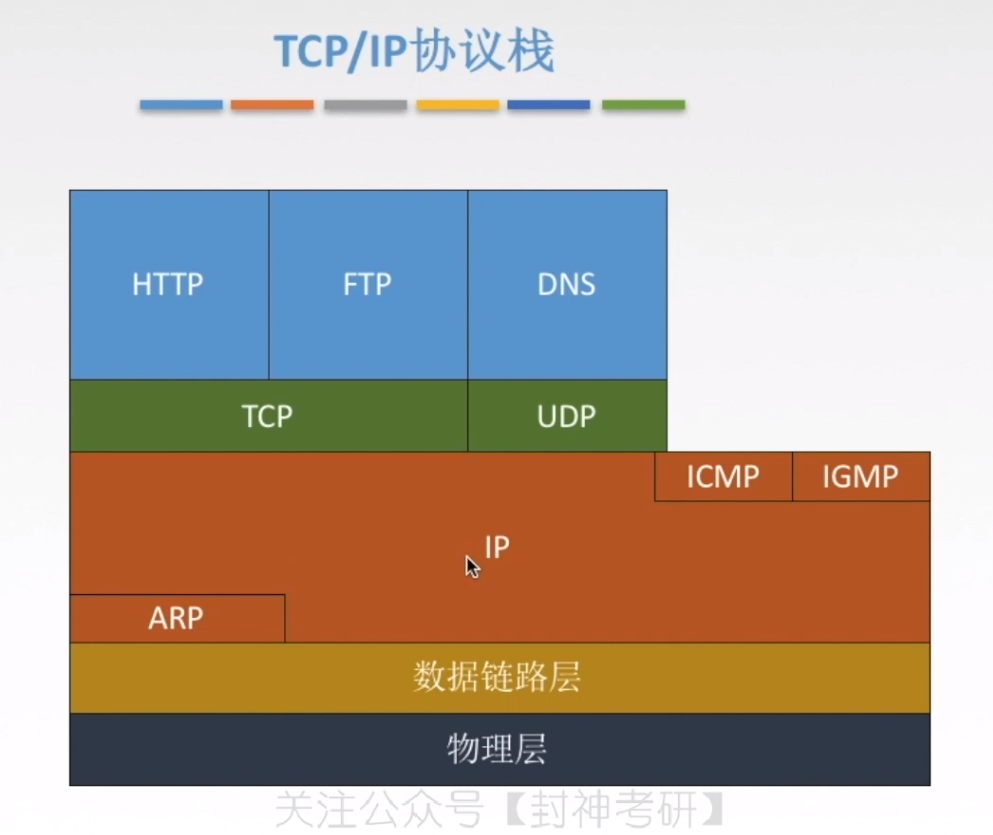 TCP/IP协议栈
HTTP FTP DNS
TCP UDP
ICMP IGMP
IP
ARP
数据链路层
物理层
关注公众号【封神考研】